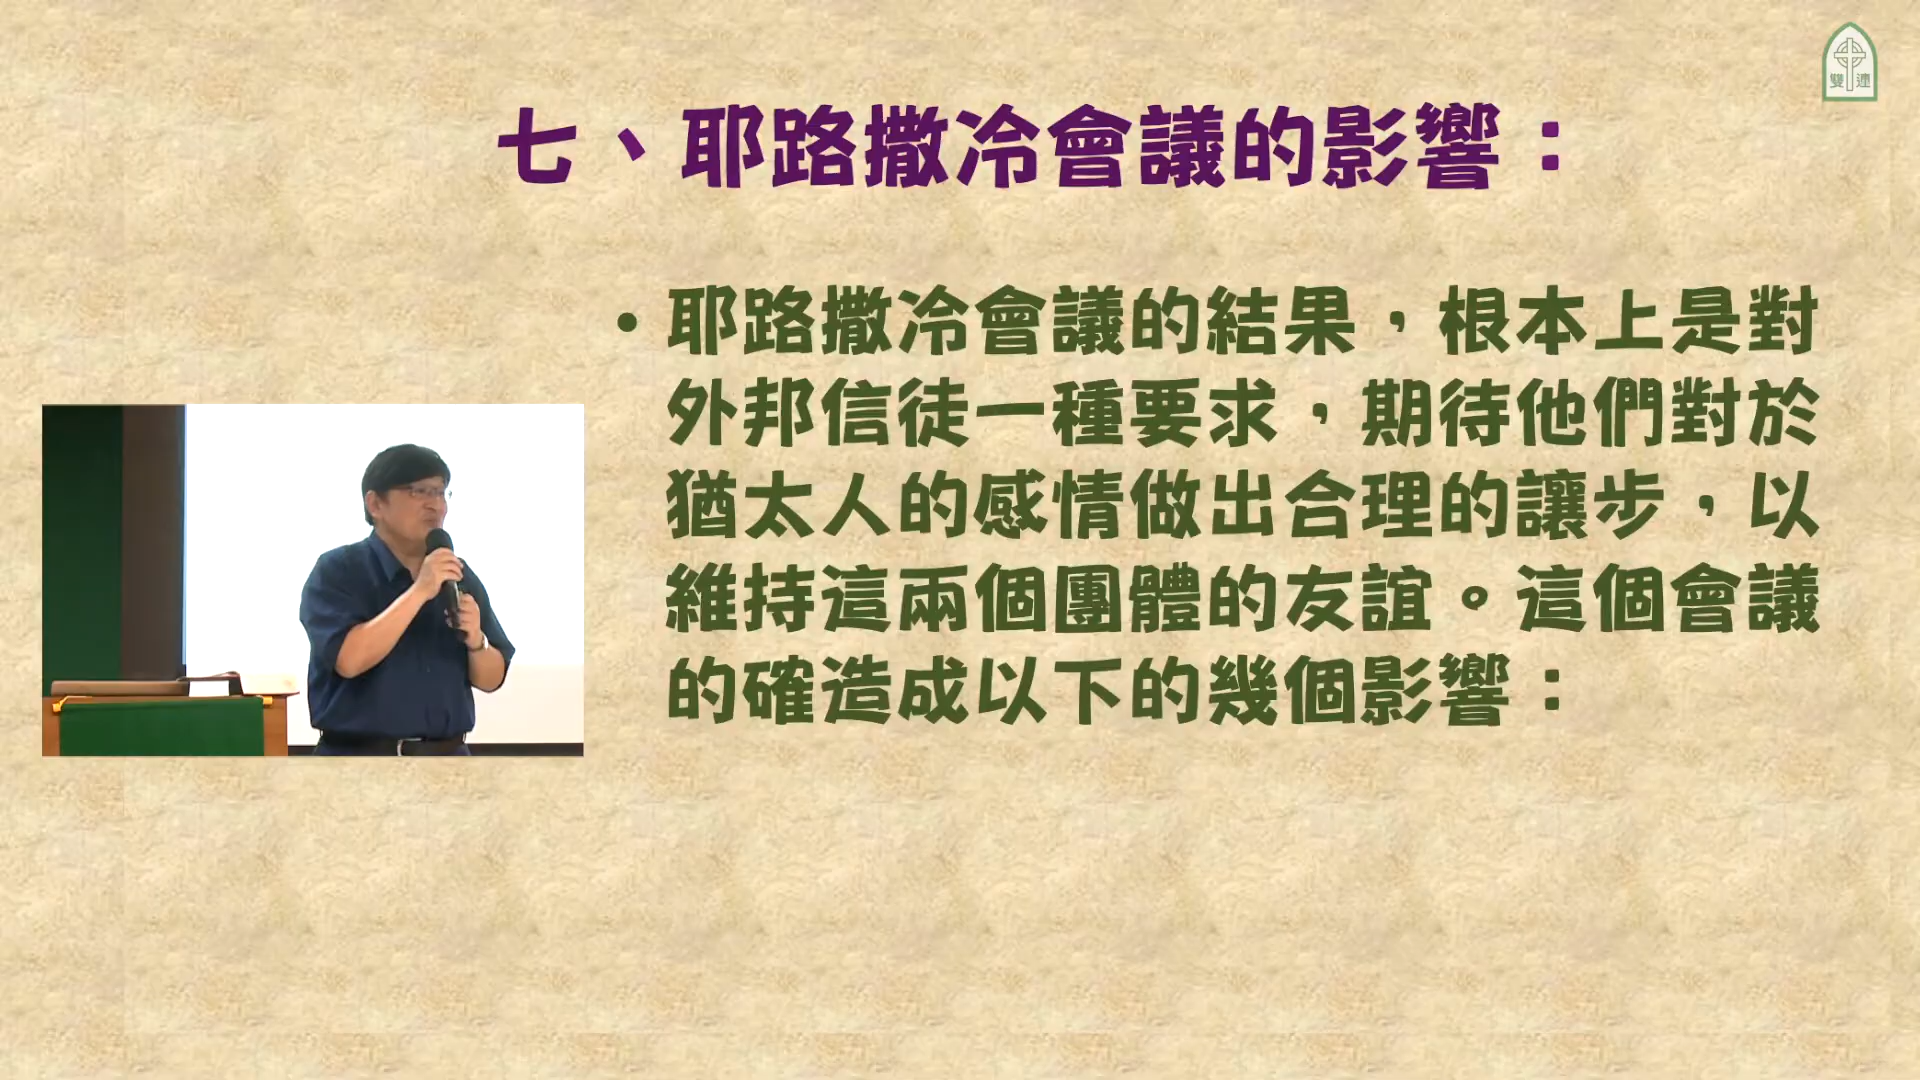 雙連
七、耶路撒冷會議的影響：
• 耶路撒冷會議的結果，根本上是對
外邦信徒一種要求，期待他們對於
猶太人的感情做出合理的讓步，以
維持這兩個團體的友誼。這個會議
的確造成以下的幾個影響：